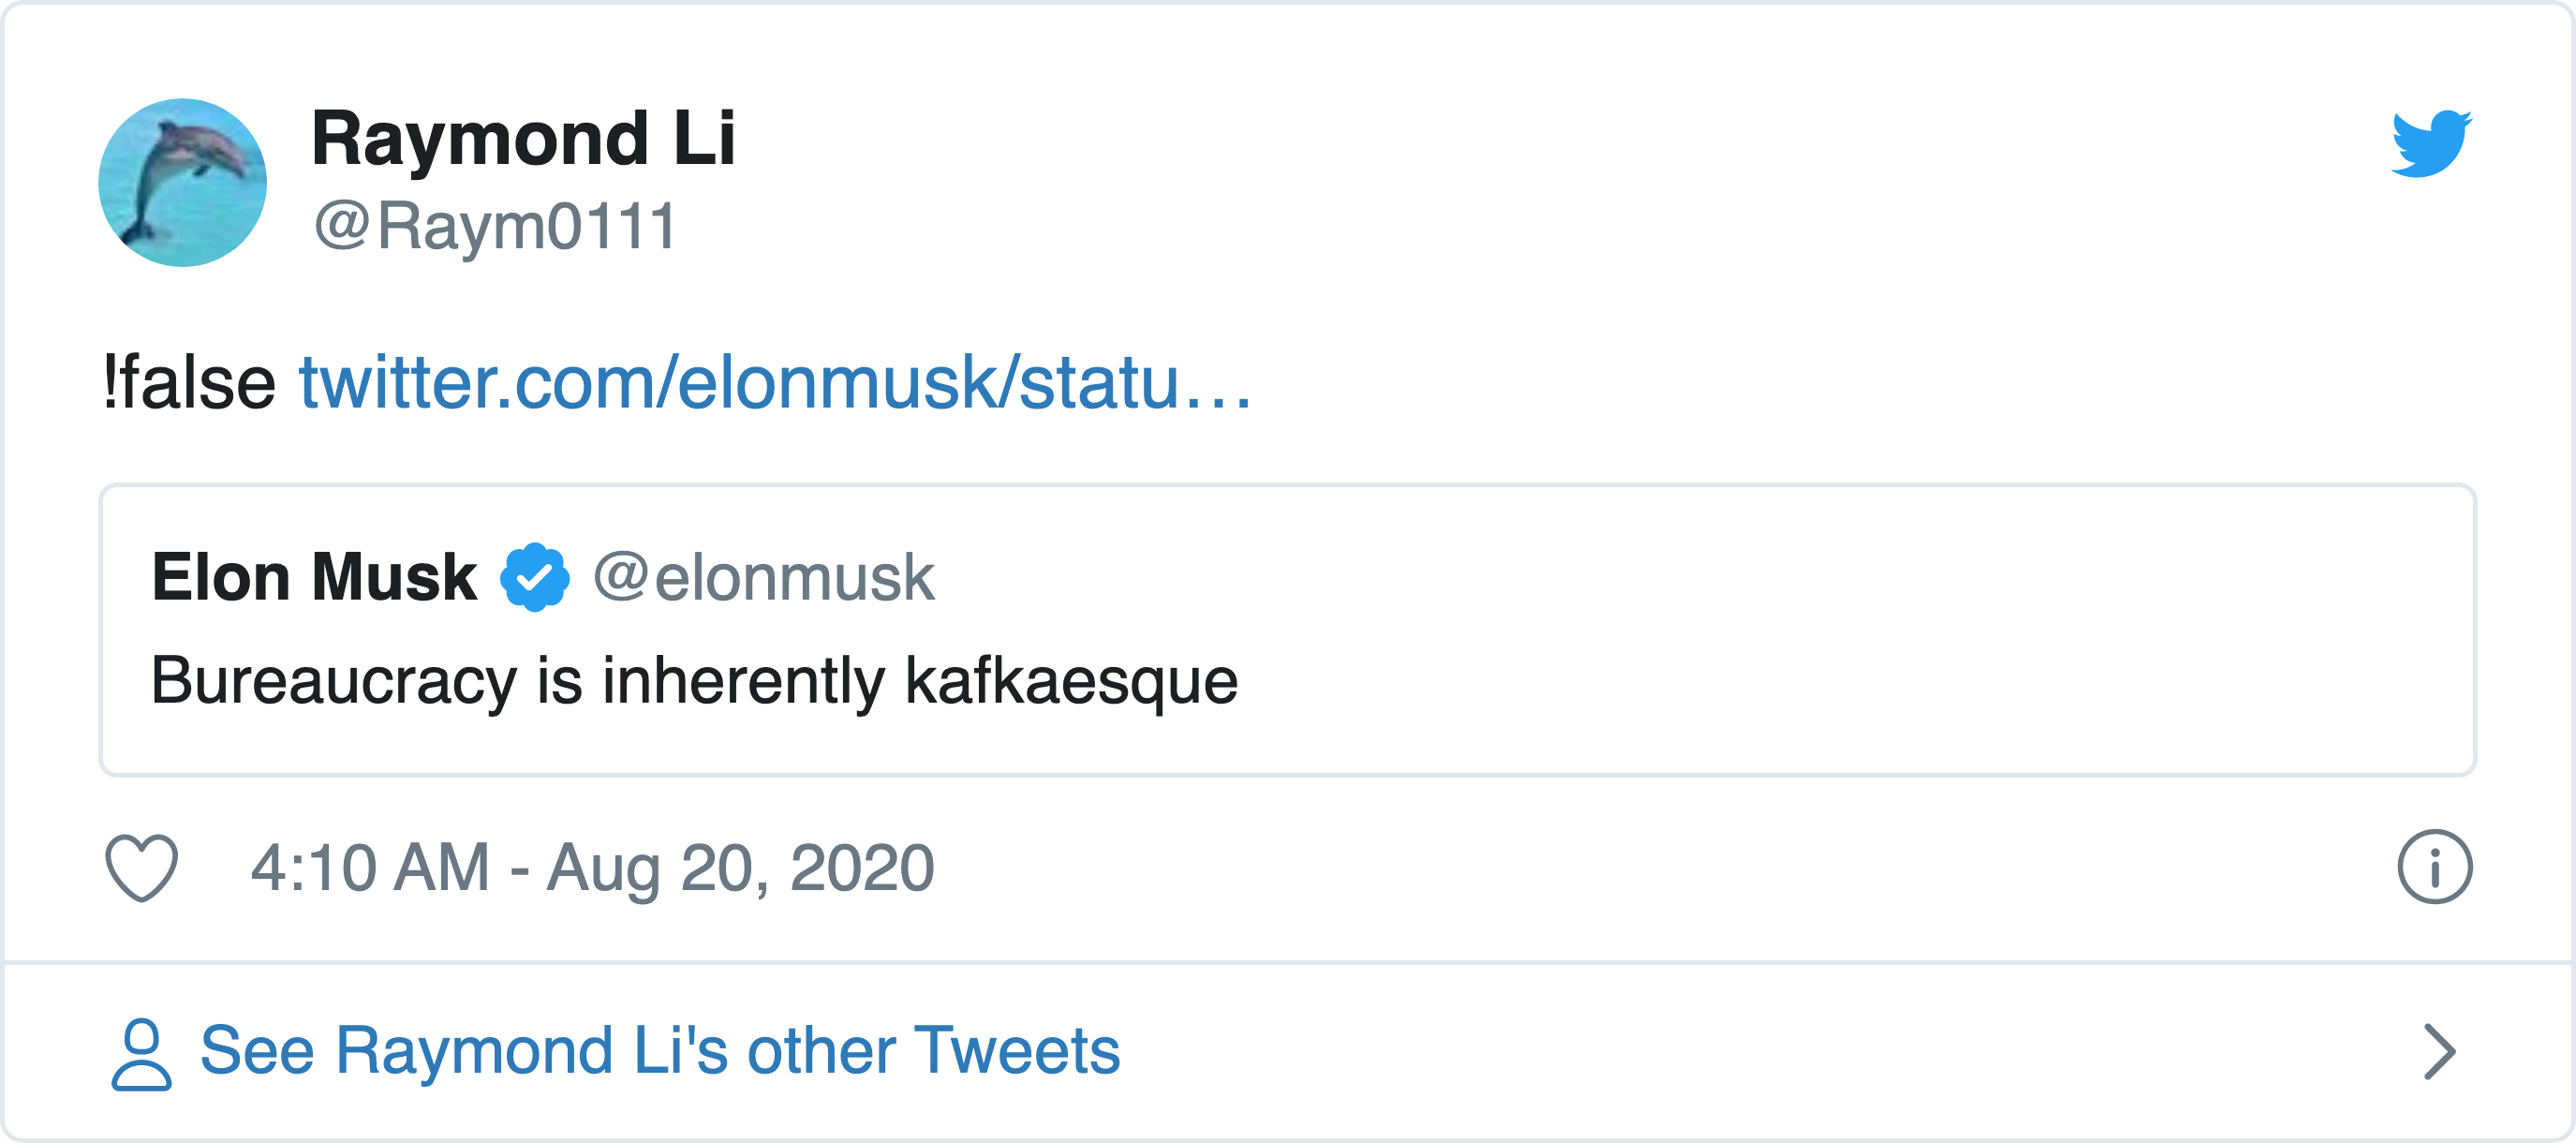 Raymond Li
@Raym0111
!false twitter.com/elonmusk/statu…
Elon Musk @elonmusk
Bureaucracy is inherently kafkaesque
4:10 AM - Aug 20, 2020
See Raymond Li's other Tweets